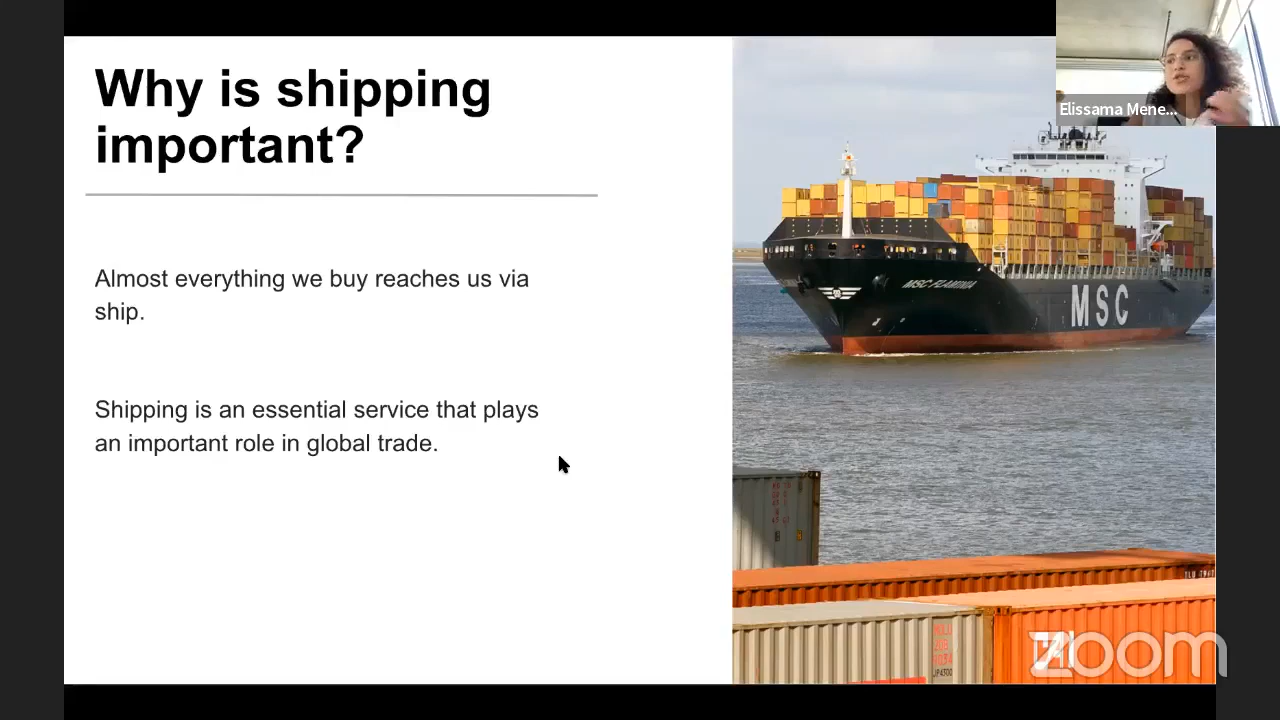 Why is shipping
important?
Almost everything we buy reaches us via
ship.
Shipping is an essential service that plays
an important role in global trade.
Elissama Mene...
MSC FLAMINIA
MSC
zoom